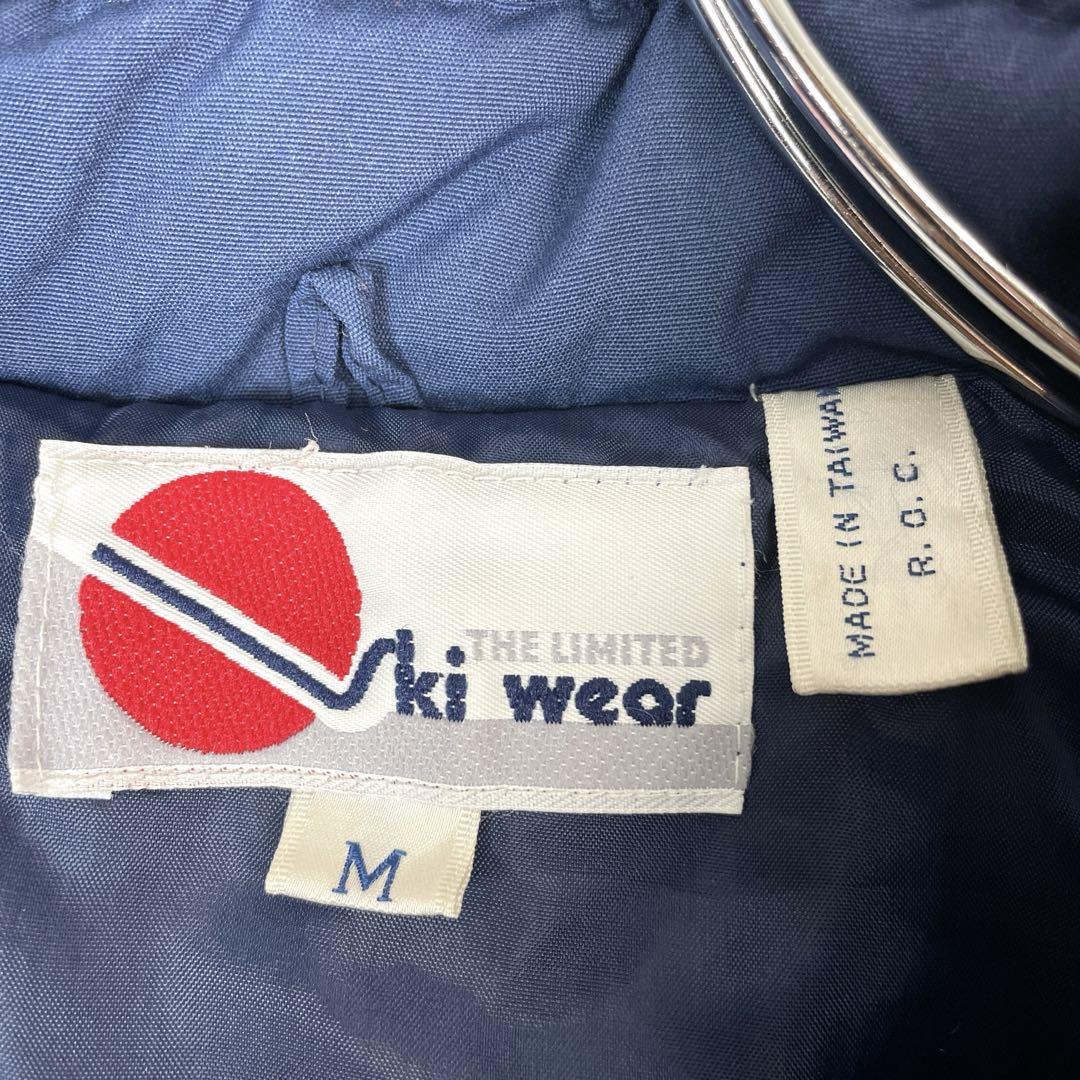 THE LIMITED
Ski wear
M
MADE IN TAIWAN
R.O.C.